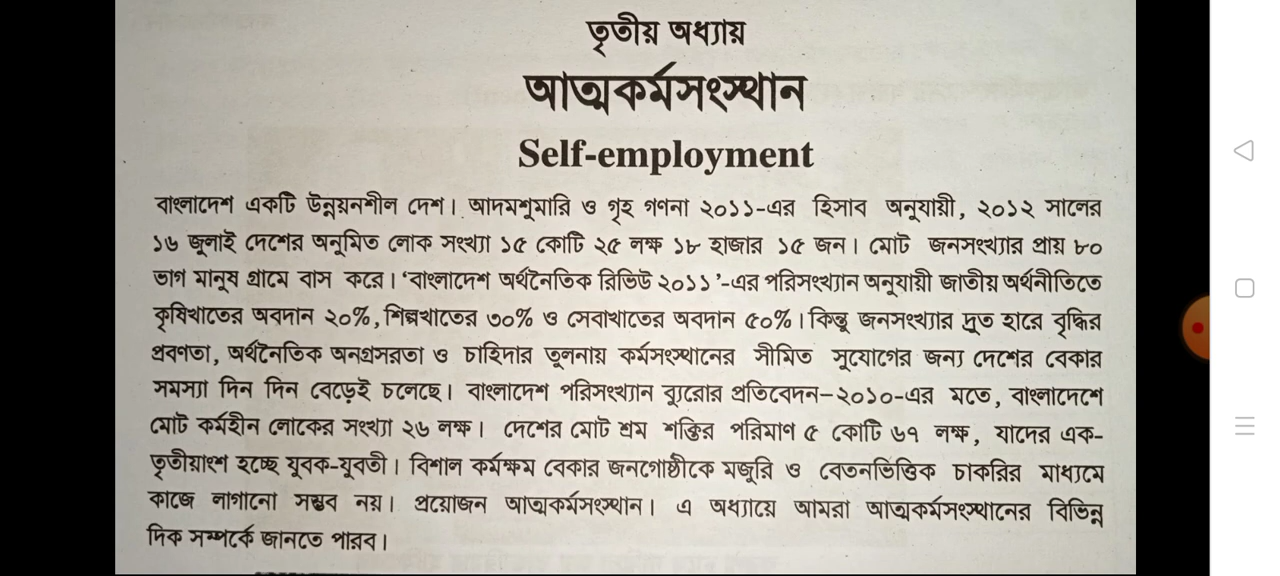 তৃতীয় অধ্যায়
আত্মকর্মসংস্থান
Self-employment
বাংলাদেশ একটি উন্নয়নশীল দেশ। আদমশুমারি ও গৃহ গণনা ২০১১-এর হিসাব অনুযায়ী, ২০১২ সালের
১৬ জুলাই দেশের অনুমিত লোক সংখ্যা ১৫ কোটি ২৫ লক্ষ ১৮ হাজার ১৫ জন। মোট জনসংখ্যার প্রায় ৮০
ভাগ মানুষ গ্রামে বাস করে। ‘বাংলাদেশ অর্থনৈতিক রিভিউ ২০১১’-এর পরিসংখ্যান অনুযায়ী জাতীয় অর্থনীতিতে
কৃষিখাতের অবদান ২০%, শিল্পখাতের ৩০% ও সেবাখাতের অবদান ৫০%। কিন্তু জনসংখ্যার দ্রুত হারে বৃদ্ধির
প্রবণতা, অর্থনৈতিক অনগ্রসরতা ও চাহিদার তুলনায় কর্মসংস্থানের সীমিত সুযোগের জন্য দেশের বেকার
সমস্যা দিন দিন বেড়েই চলেছে। বাংলাদেশ পরিসংখ্যান ব্যুরোর প্রতিবেদন–২০১০-এর মতে, বাংলাদেশে
মোট কর্মহীন লোকের সংখ্যা ২৬ লক্ষ। দেশের মোট শ্রম শক্তির পরিমাণ ৫ কোটি ৬৭ লক্ষ, যাদের এক-
তৃতীয়াংশ হচ্ছে যুবক-যুবতী। বিশাল কর্মক্ষম বেকার জনগোষ্ঠীকে মজুরি ও বেতনভিত্তিক চাকরির মাধ্যমে
কাজে লাগানো সম্ভব নয়। প্রয়োজন আত্মকর্মসংস্থান। এ অধ্যায়ে আমরা আত্মকর্মসংস্থানের বিভিন্ন
দিক সম্পর্কে জানতে পারব।